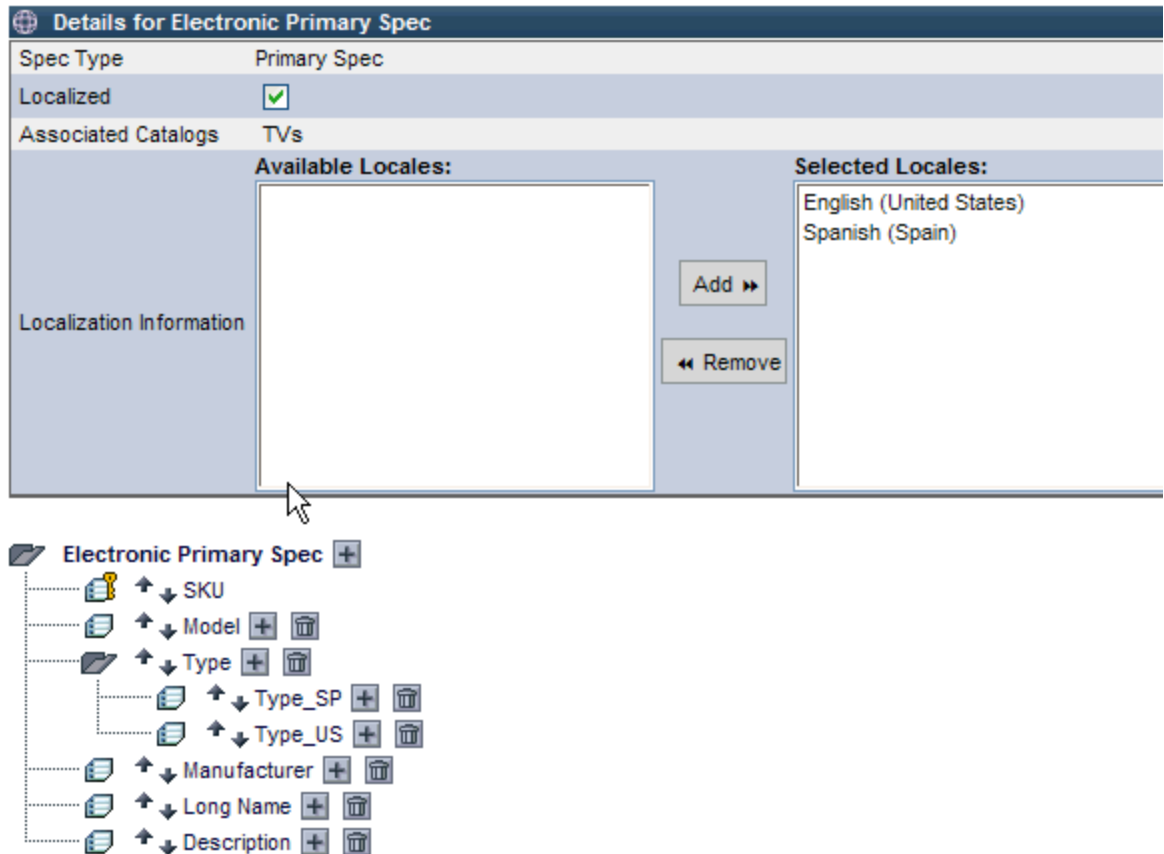 Details for Electronic Primary Spec
Spec Type Primary Spec
Localized
Associated Catalogs TVs
Available Locales: Selected Locales:
English (United States)
Spanish (Spain)
Add
Localization Information
Remove
Electronic Primary Spec
SKU
Model
Type
Type_SP
Type_US
Manufacturer
Long Name
Description